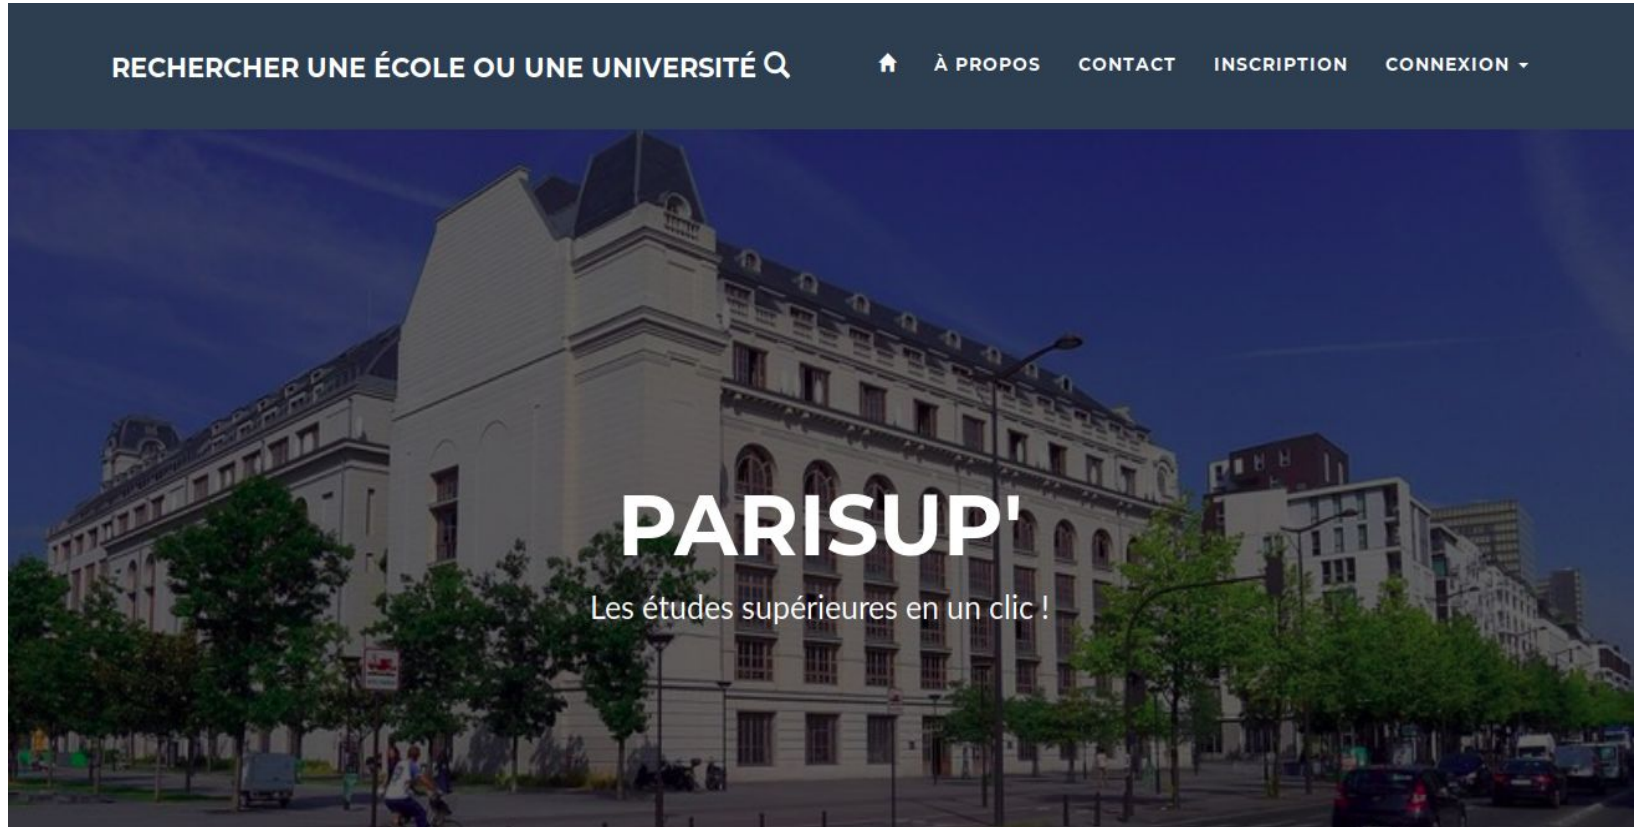 RECHERCHER UNE ÉCOLE OU UNE UNIVERSITÉ
À PROPOS
CONTACT
INSCRIPTION
CONNEXION
PARISUP'
Les études supérieures en un clic !